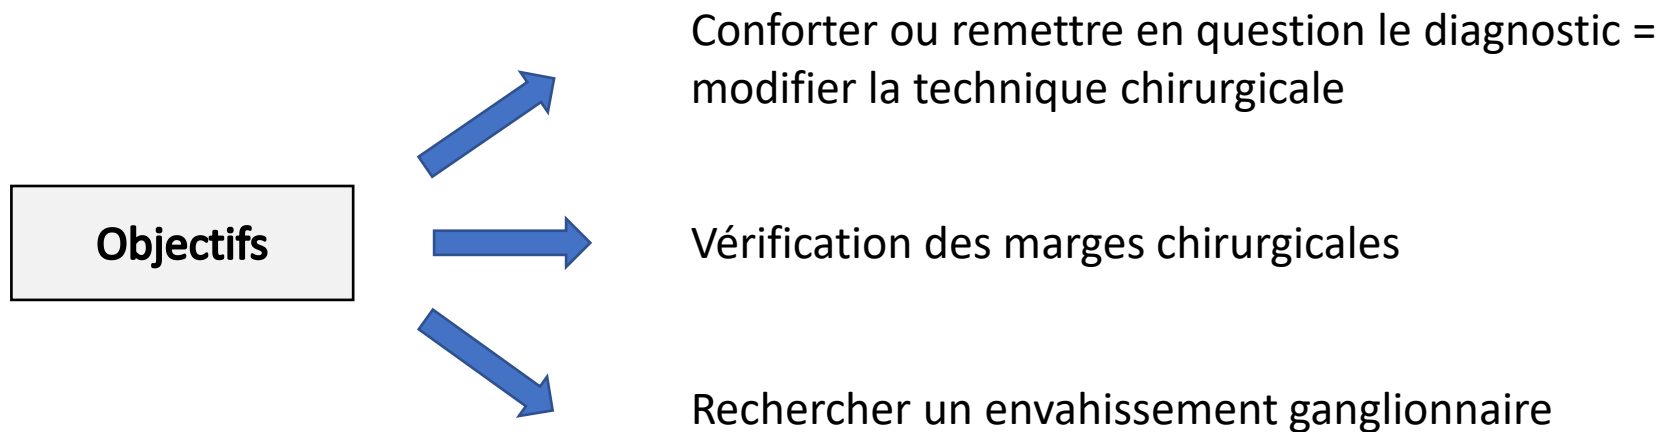 Conforter ou remettre en question le diagnostic =
modifier la technique chirurgicale
Objectifs
Vérification des marges chirurgicales
Rechercher un envahissement ganglionnaire